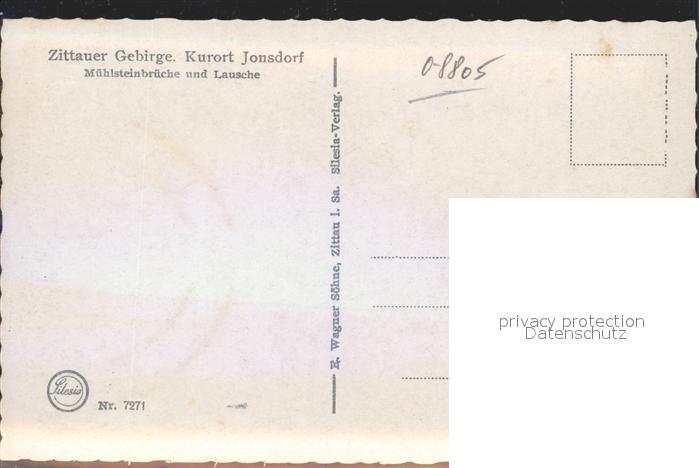 Zittauer Gebirge. Kurort Jonsdorf
Mühlsteinbrüche und Lausche
08805
E. Wagner Söhne, Zittau i. Sa. Silesia-Verlag.
privacy protection
Datenschutz
Silesia
Nr. 7271